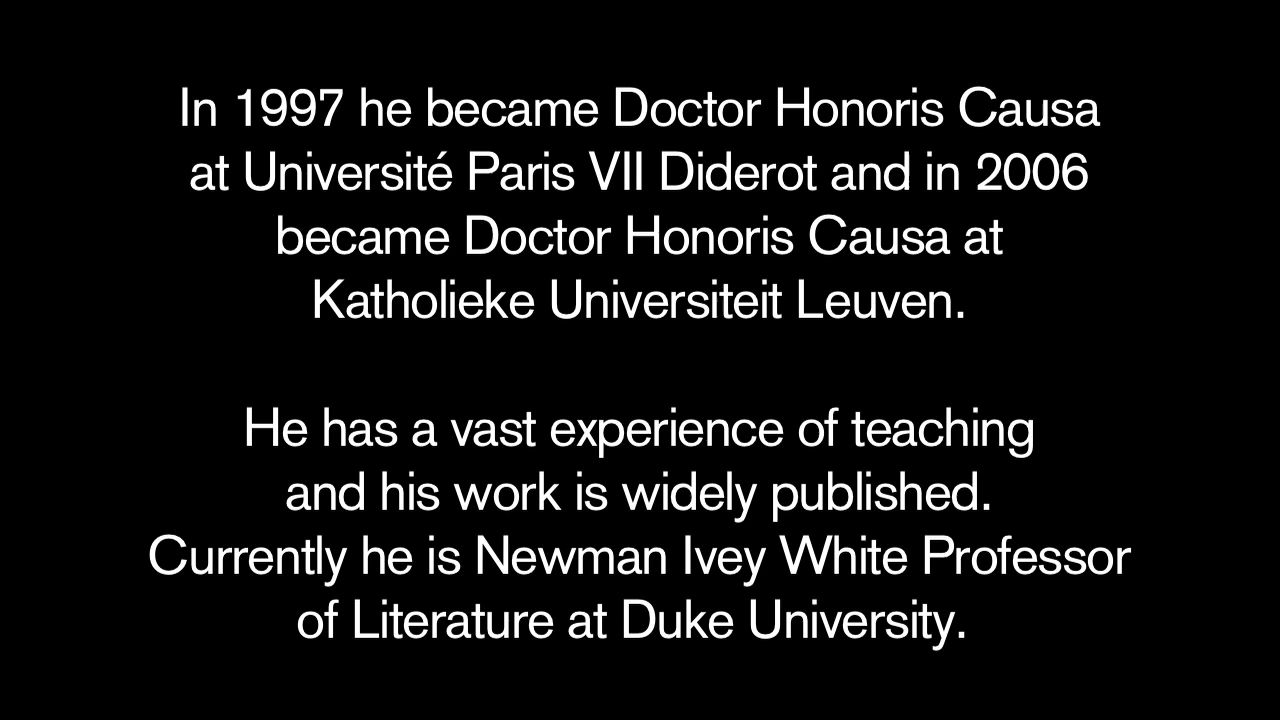 In 1997 he became Doctor Honoris Causa
at Université Paris VII Diderot and in 2006
became Doctor Honoris Causa at
Katholieke Universiteit Leuven.
He has a vast experience of teaching
and his work is widely published.
Currently he is Newman Ivey White Professor
of Literature at Duke University.